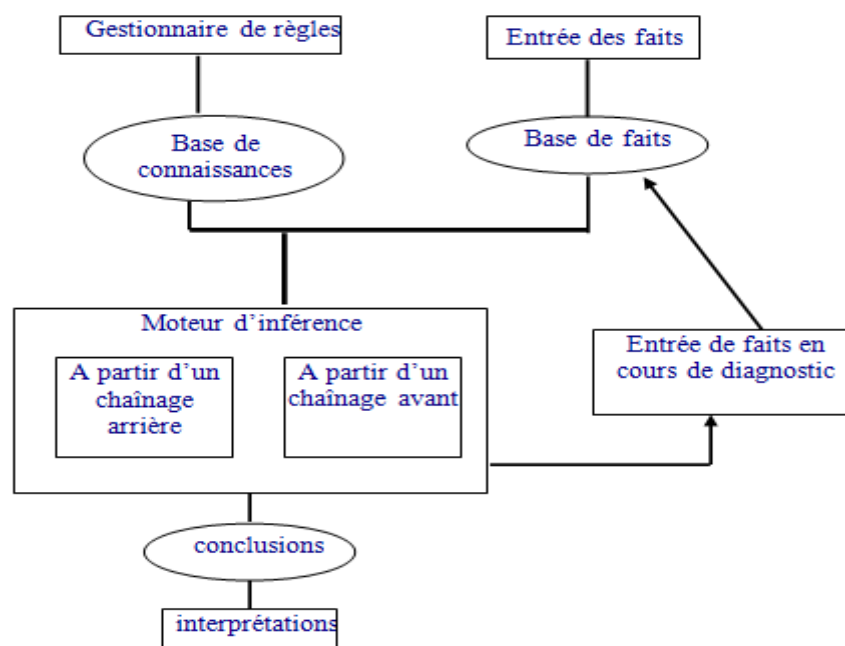 Gestionnaire de règles
Entrée des faits
Base de
connaissances
Base de faits
Moteur d'inférence
A partir d'un
chaînage
arrière
A partir d'un
chaînage avant
Entrée de faits en
cours de diagnostic
conclusions
interprétations